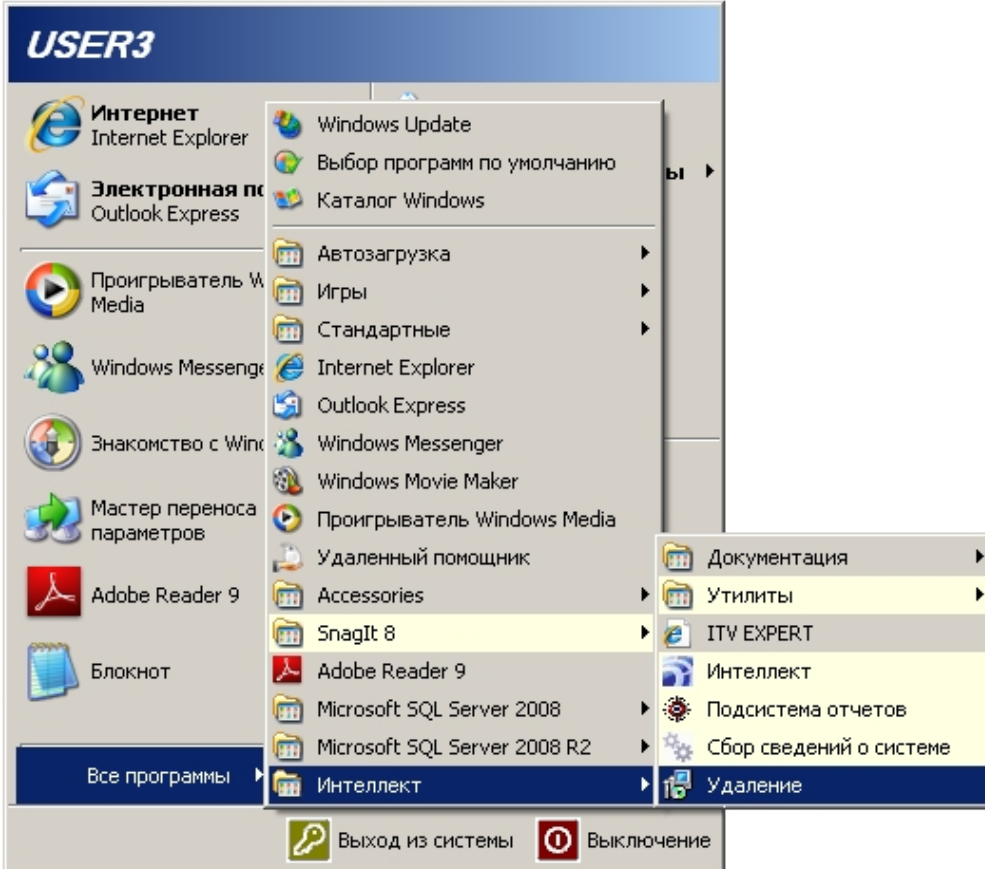 USER3
Интернет
Internet Explorer
Электронная по
Outlook Express
Проигрыватель W
Media
Windows Messenge
Знакомство с Wind
Мастер переноса
параметров
Adobe Reader 9
Блокнот
Все программы
Windows Update
Выбор программ по умолчанию
Каталог Windows
Автозагрузка
Игры
Стандартные
Internet Explorer
Outlook Express
Windows Messenger
Windows Movie Maker
Проигрыватель Windows Media
Удаленный помощник
Accessories
SnagIt 8
Adobe Reader 9
Microsoft SQL Server 2008
Microsoft SQL Server 2008 R2
Интеллект
ы
Документация
Утилиты
ITV EXPERT
Интеллект
Подсистема отчетов
Сбор сведений о системе
Удаление
Выход из системы
Выключение